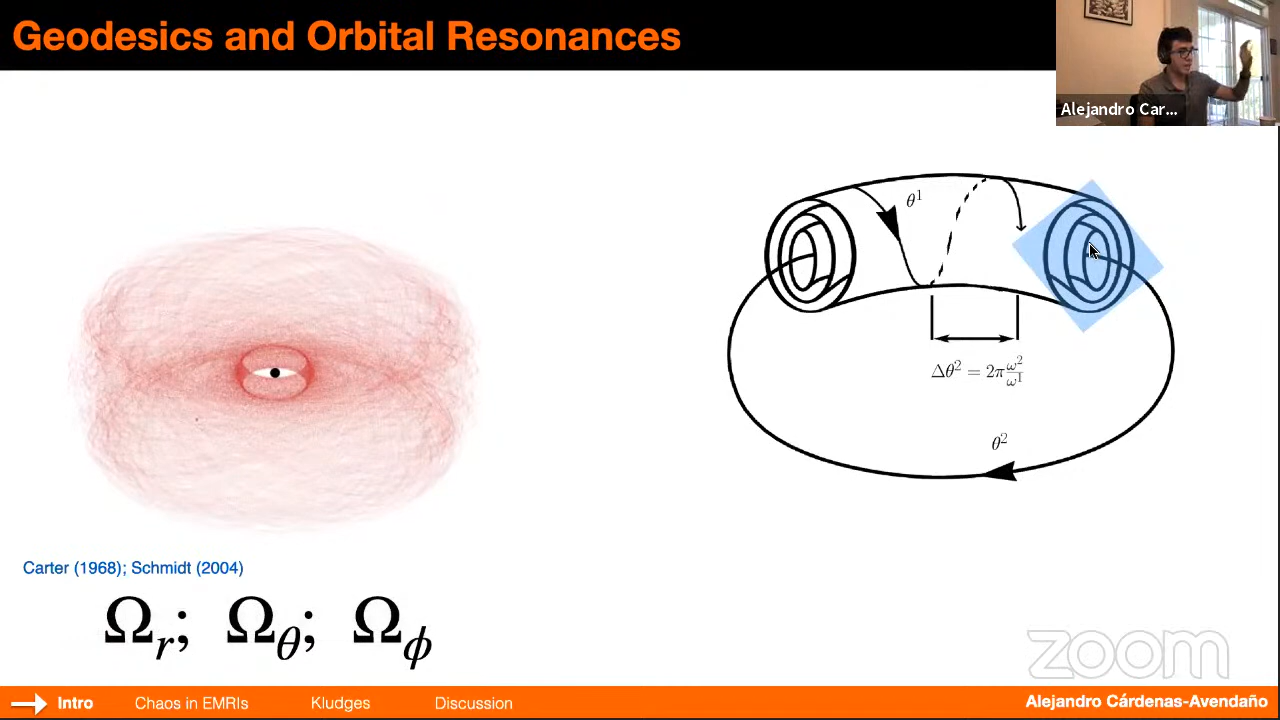 Geodesics and Orbital Resonances
Alejandro Car...
θ¹
Δθ² = 2π ω²/ω¹
θ²
Carter (1968); Schmidt (2004)
Ωᵣ; Ω_θ; Ω_ϕ
zoom
Intro Chaos in EMRIs Kludges Discussion Alejandro Cárdenas-Avendaño